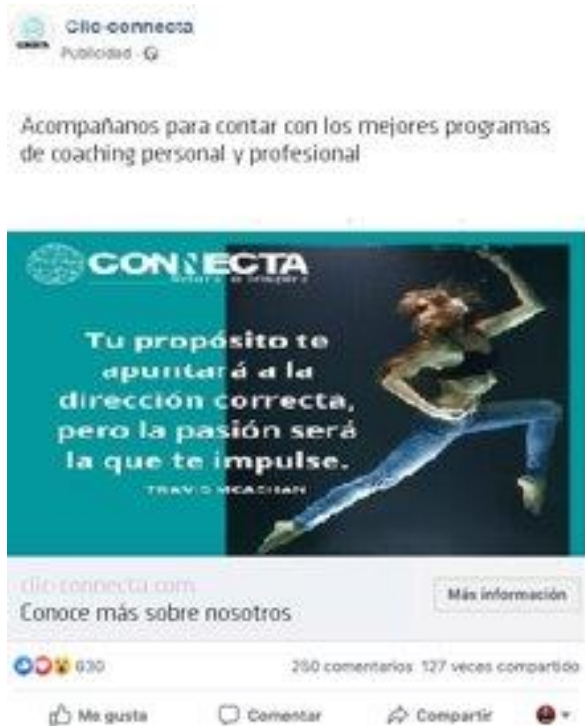 Clic-connecta
Publicidad
Acompañanos para contar con los mejores programas
de coaching personal y profesional
CONNECTA
Tu propósito te
apuntará a la
dirección correcta,
pero la pasión será
la que te impulse.
TRAVIS MCASHAN
clic-connecta.com
Conoce más sobre nosotros
Más información
630
250 comentarios 127 veces compartido
Me gusta
Comentar
Compartir